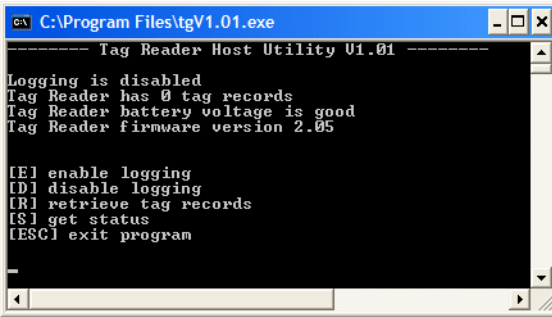 C:\Program Files\tgV1.01.exe
-------- Tag Reader Host Utility V1.01 --------
Logging is disabled
Tag Reader has 0 tag records
Tag Reader battery voltage is good
Tag Reader firmware version 2.05
[E] enable logging
[D] disable logging
[R] retrieve tag records
[S] get status
[ESC] exit program